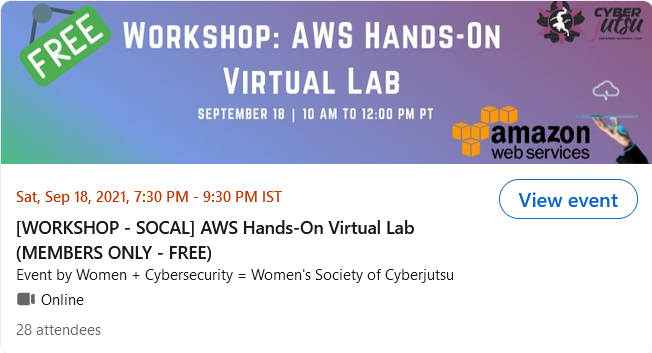 FREE
WORKSHOP: AWS HANDS-ON
VIRTUAL LAB
SEPTEMBER 18 | 10 AM TO 12:00 PM PT
CYBER
jutsu
amazon
web services
Sat, Sep 18, 2021, 7:30 PM - 9:30 PM IST
View event
[WORKSHOP - SOCAL] AWS Hands-On Virtual Lab
(MEMBERS ONLY - FREE)
Event by Women + Cybersecurity = Women's Society of Cyberjutsu
Online
28 attendees